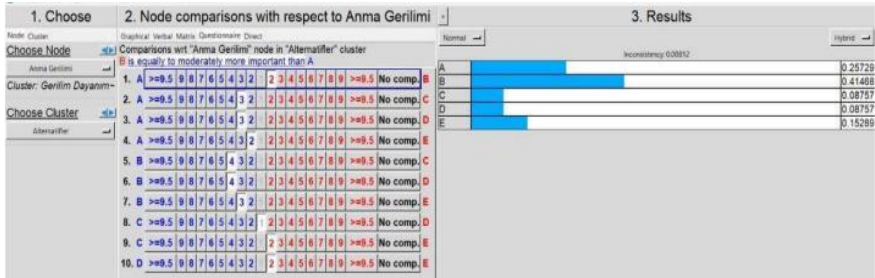 1. Choose
2. Node comparisons with respect to Anma Gerilimi
3. Results
Node Cluster
Choose Node
Anma Gerilimi
Cluster: Gerilim Dayanım~
Choose Cluster
Graphical Verbal Matrix Questionnaire Direct
Comparisons wrt "Anma Gerilimi" node in "Alternatifler" cluster
B is equally to moderately more important than A
1. A >=9.5 9 8 7 6 5 4 3 2 1 2 3 4 5 6 7 8 9 >=9.5 No comp. B
2. A >=9.5 9 8 7 6 5 4 3 2 1 2 3 4 5 6 7 8 9 >=9.5 No comp. C
3. A >=9.5 9 8 7 6 5 4 3 2 1 2 3 4 5 6 7 8 9 >=9.5 No comp. D
4. A >=9.5 9 8 7 6 5 4 3 2 1 2 3 4 5 6 7 8 9 >=9.5 No comp. E
5. B >=9.5 9 8 7 6 5 4 3 2 1 2 3 4 5 6 7 8 9 >=9.5 No comp. C
6. B >=9.5 9 8 7 6 5 4 3 2 1 2 3 4 5 6 7 8 9 >=9.5 No comp. D
7. B >=9.5 9 8 7 6 5 4 3 2 1 2 3 4 5 6 7 8 9 >=9.5 No comp. E
8. C >=9.5 9 8 7 6 5 4 3 2 1 2 3 4 5 6 7 8 9 >=9.5 No comp. D
9. C >=9.5 9 8 7 6 5 4 3 2 1 2 3 4 5 6 7 8 9 >=9.5 No comp. E
10. D >=9.5 9 8 7 6 5 4 3 2 1 2 3 4 5 6 7 8 9 >=9.5 No comp. E
Normal
Hybrid
Inconsistency: 0.00812
A 0.25729
B 0.41468
C 0.08757
D 0.08757
E 0.15289